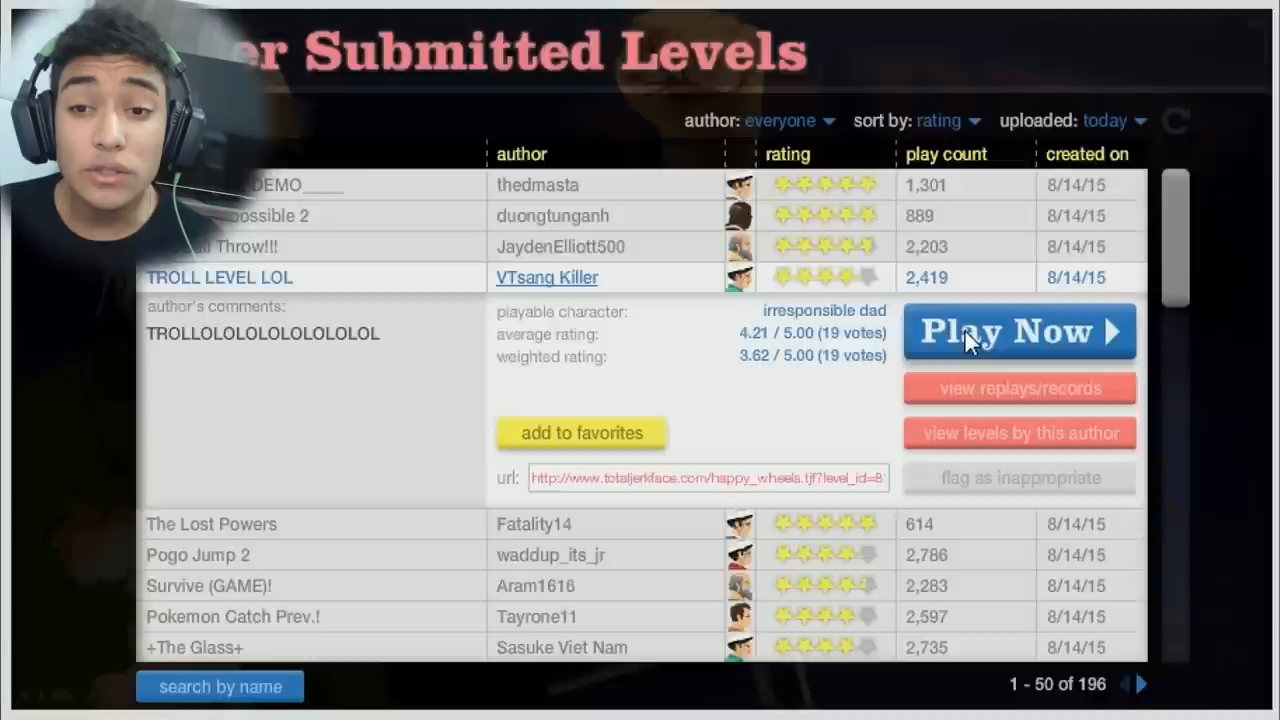 er Submitted Levels
author: everyone sort by: rating uploaded: today
author rating play count created on
DEMO____ thedmasta 1,301 8/14/15
possible 2 duongtunganh 889 8/14/15
Throw!!! JaydenElliott500 2,203 8/14/15
TROLL LEVEL LOL VTsang Killer 2,419 8/14/15
author's comments:
TROLLOLOLOLOLOLOLOLOL
playable character: irresponsible dad
average rating: 4.21 / 5.00 (19 votes)
weighted rating: 3.62 / 5.00 (19 votes)
Play Now
view replays/records
add to favorites
view levels by this author
url: http://www.totaljerkface.com/happy_wheels.tjf?level_id=8
flag as inappropriate
The Lost Powers Fatality14 614 8/14/15
Pogo Jump 2 waddup_its_jr 2,786 8/14/15
Survive (GAME)! Aram1616 2,283 8/14/15
Pokemon Catch Prev.! Tayrone11 2,597 8/14/15
+The Glass+ Sasuke Viet Nam 2,735 8/14/15
search by name
1 - 50 of 196